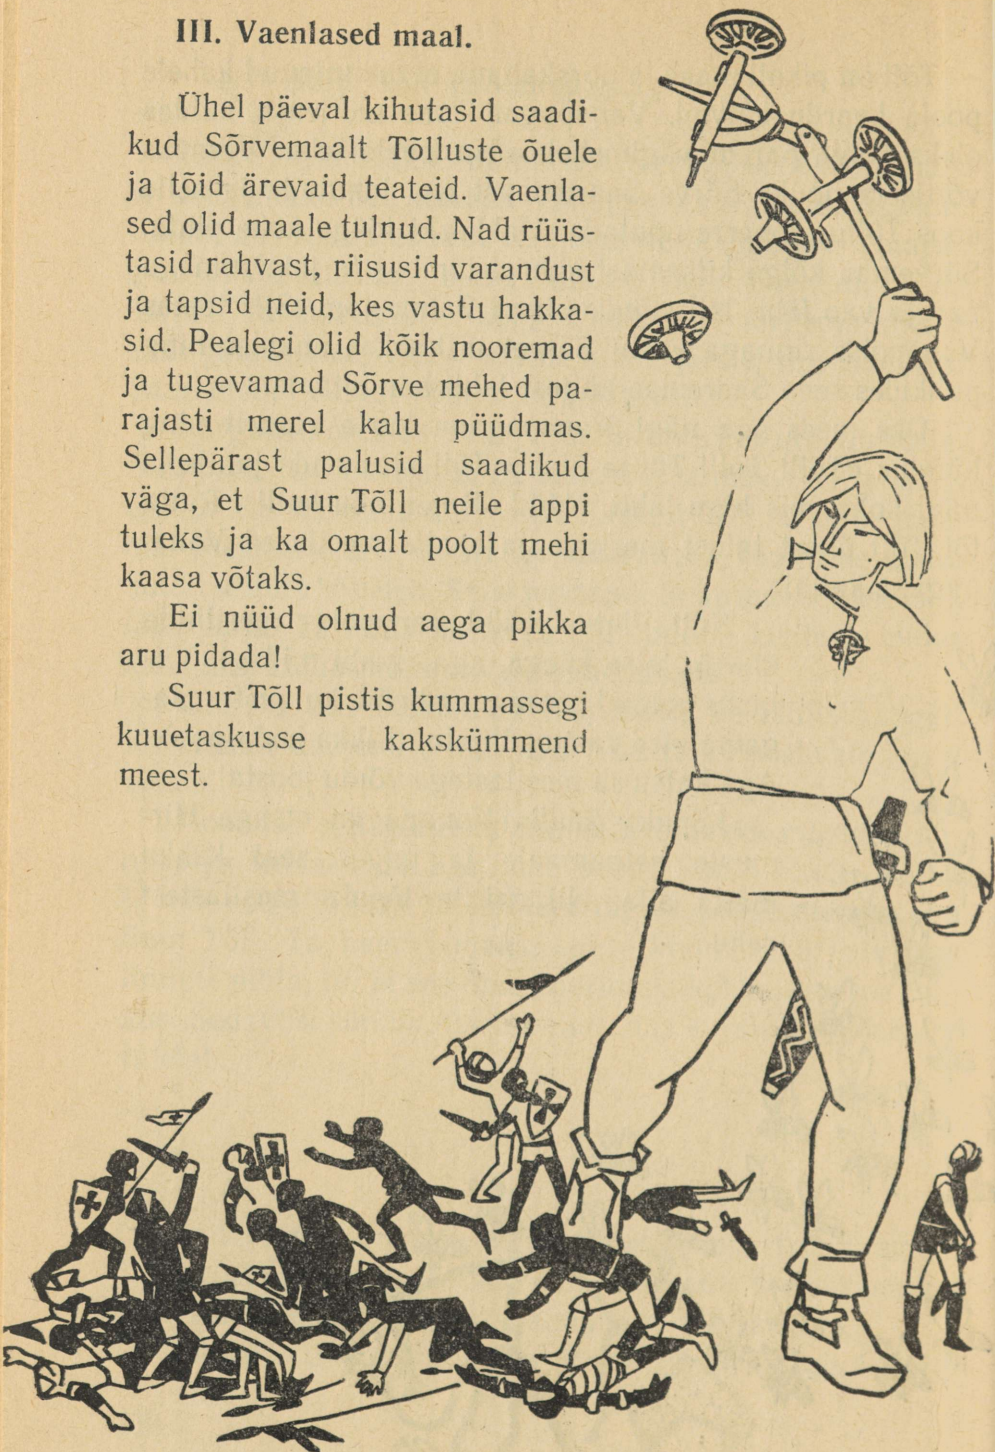 III. Vaenlased maal.
Ühel päeval kihutasid saadi-
kud Sõrvemaalt Tõlluste õuele
ja tõid ärevaid teateid. Vaenla-
sed olid maale tulnud. Nad rüüs-
tasid rahvast, riisusid varandust
ja tapsid neid, kes vastu hakka-
sid. Pealegi olid kõik nooremad
ja tugevamad Sõrve mehed pa-
rajasti merel kalu püüdmas.
Sellepärast palusid saadikud
väga, et Suur Tõll neile appi
tuleks ja ka omalt poolt mehi
kaasa võtaks.
Ei nüüd olnud aega pikka
aru pidada!
Suur Tõll pistis kummassegi
kuuetaskusse kakskümmend
meest.